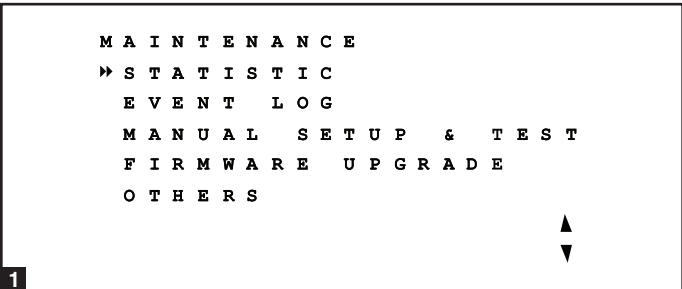 MAINTENANCE
STATISTIC
EVENT LOG
MANUAL SETUP & TEST
FIRMWARE UPGRADE
OTHERS
1